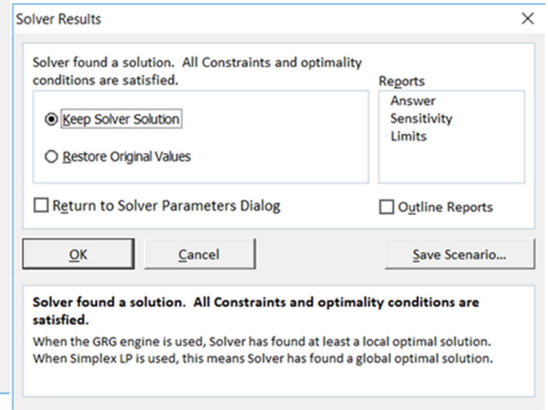 Solver Results
Solver found a solution. All Constraints and optimality
conditions are satisfied.
Keep Solver Solution
Restore Original Values
Reports
Answer
Sensitivity
Limits
Return to Solver Parameters Dialog
Outline Reports
OK
Cancel
Save Scenario...
Solver found a solution. All Constraints and optimality conditions are
satisfied.
When the GRG engine is used, Solver has found at least a local optimal solution.
When Simplex LP is used, this means Solver has found a global optimal solution.